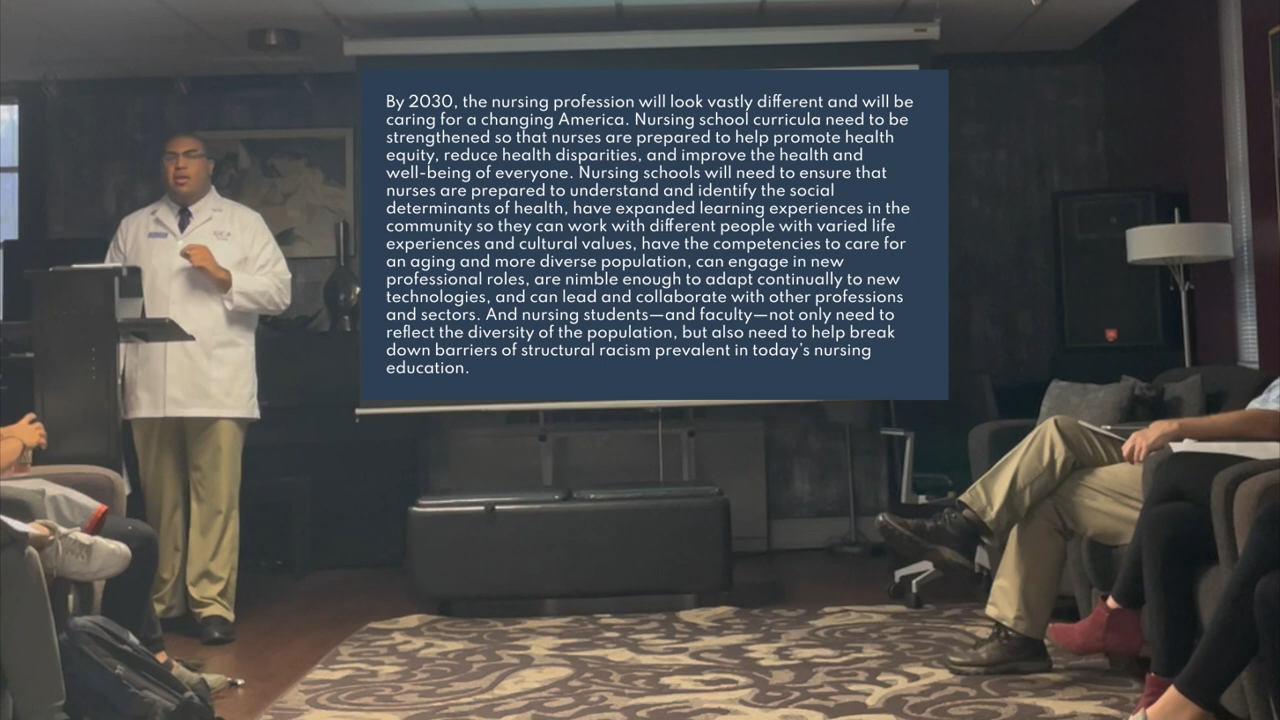 By 2030, the nursing profession will look vastly different and will be
caring for a changing America. Nursing school curricula need to be
strengthened so that nurses are prepared to help promote health
equity, reduce health disparities, and improve the health and
well-being of everyone. Nursing schools will need to ensure that
nurses are prepared to understand and identify the social
determinants of health, have expanded learning experiences in the
community so they can work with different people with varied life
experiences and cultural values, have the competencies to care for
an aging and more diverse population, can engage in new
professional roles, are nimble enough to adapt continually to new
technologies, and can lead and collaborate with other professions
and sectors. And nursing students—and faculty—not only need to
reflect the diversity of the population, but also need to help break
down barriers of structural racism prevalent in today's nursing
education.